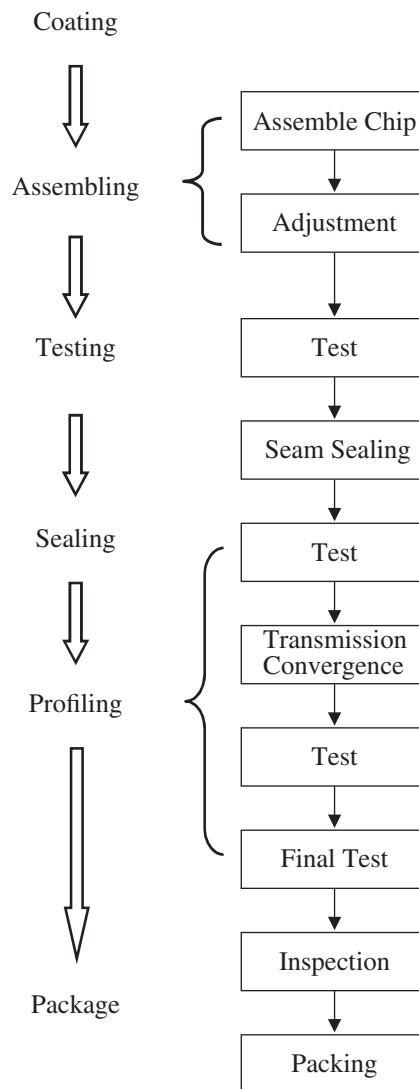 Coating
Assemble Chip
Assembling
Adjustment
Testing
Test
Seam Sealing
Sealing
Test
Transmission
Convergence
Profiling
Test
Final Test
Inspection
Package
Packing